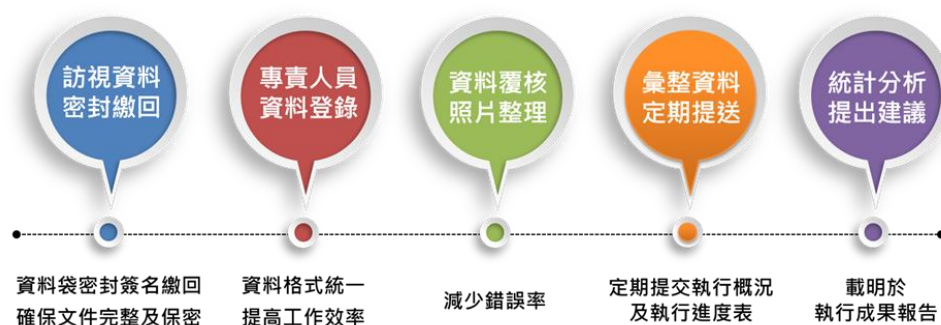 訪視資料
密封繳回
專責人員
資料登錄
資料覆核
照片整理
彙整資料
定期提送
統計分析
提出建議
資料袋密封簽名繳回
確保文件完整及保密
資料格式統一
提高工作效率
減少錯誤率
定期提交執行概況
及執行進度表
載明於
執行成果報告